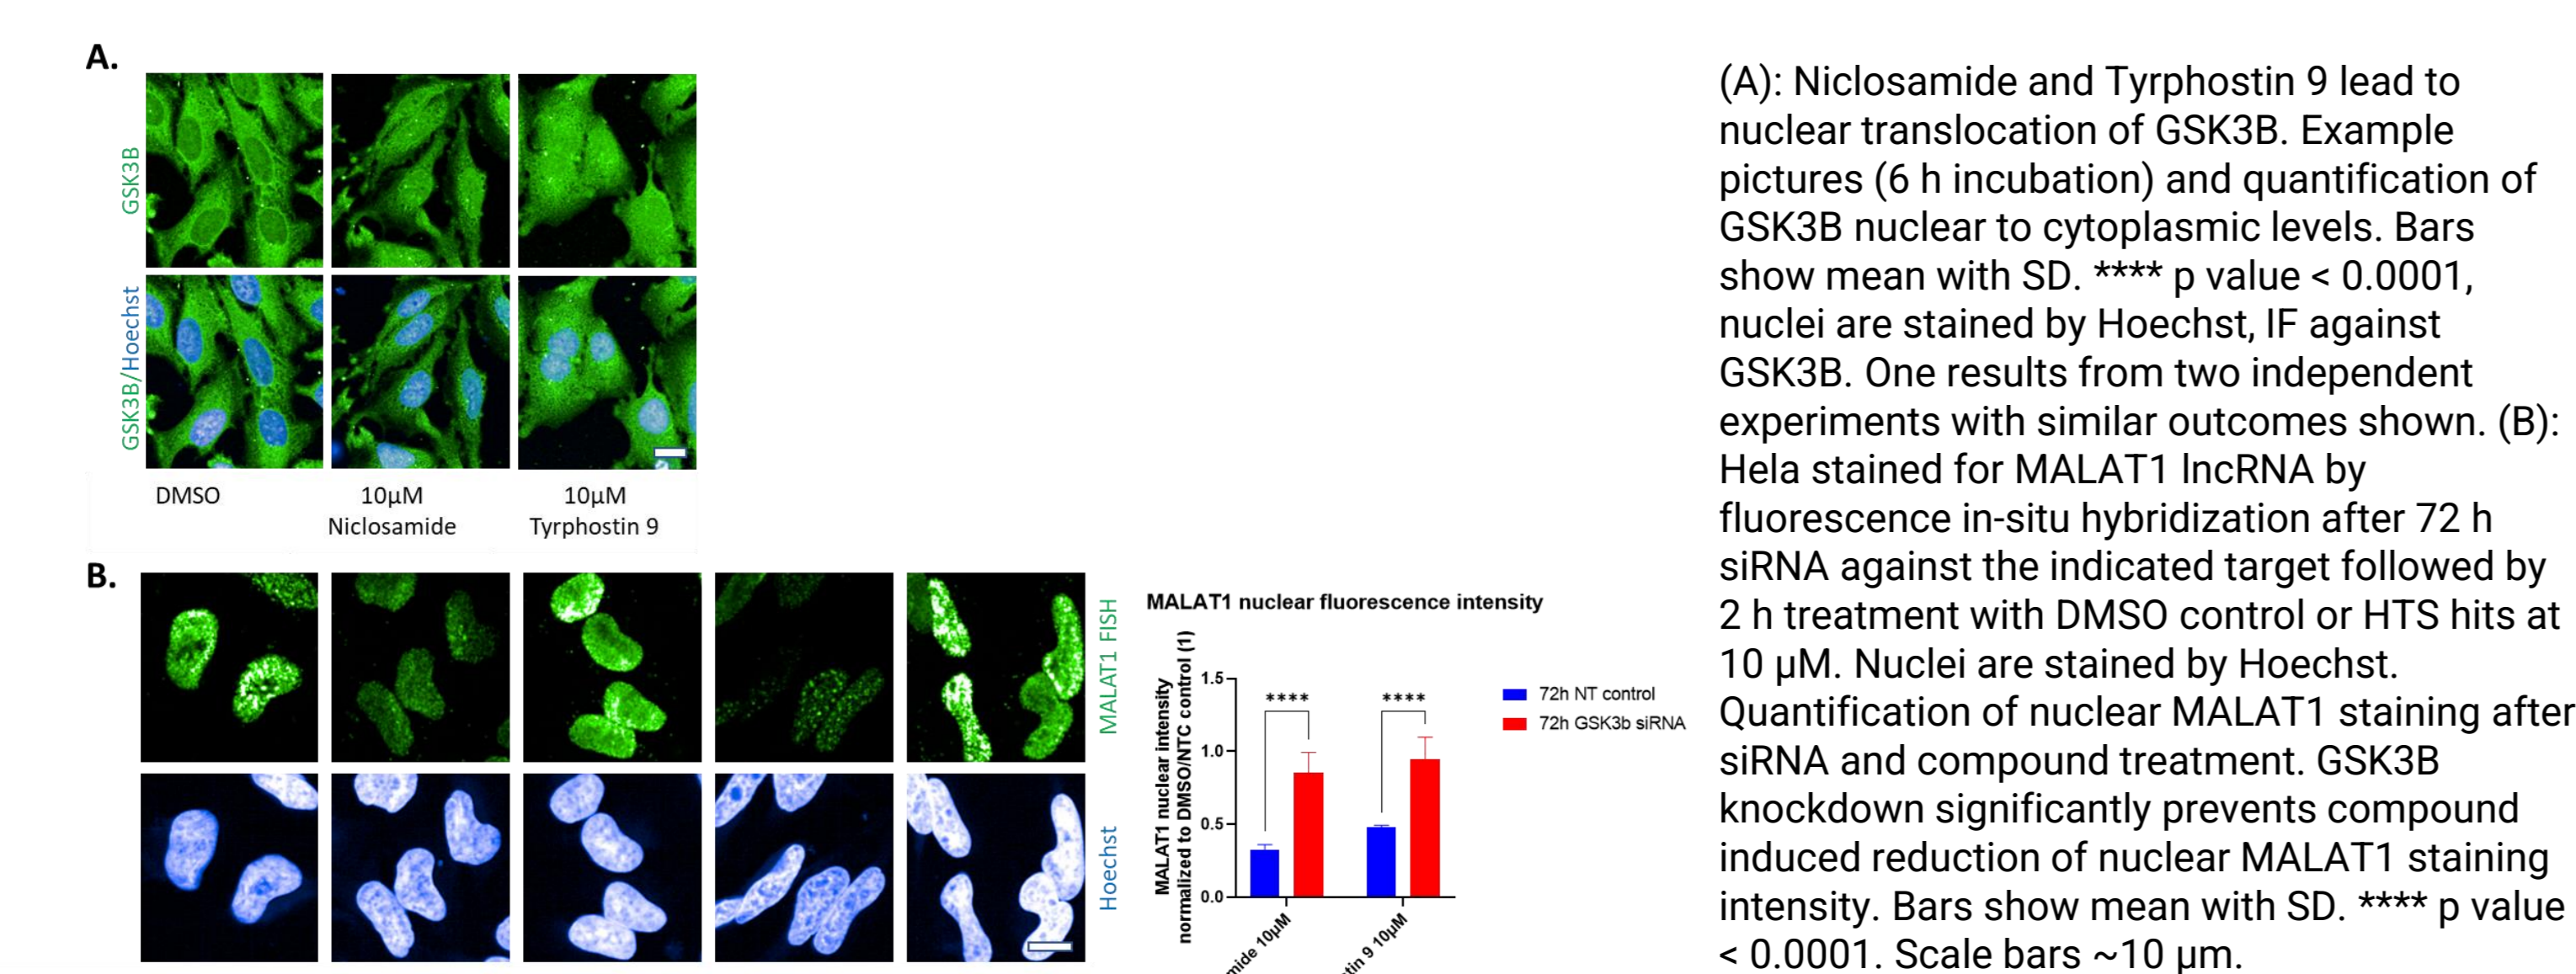 A.
GSK3B
GSK3B/Hoechst
DMSO
10µM
Niclosamide
10µM
Tyrphostin 9
B.
MALAT1 FISH
Hoechst
MALAT1 nuclear fluorescence intensity
MALAT1 nuclear intensity
normalized to DMSO/NTC control (1)
1.5
1.0
0.5
0.0
****
****
mide 10µM
tin 9 10µM
72h NT control
72h GSK3b siRNA
(A): Niclosamide and Tyrphostin 9 lead to
nuclear translocation of GSK3B. Example
pictures (6 h incubation) and quantification of
GSK3B nuclear to cytoplasmic levels. Bars
show mean with SD. **** p value < 0.0001,
nuclei are stained by Hoechst, IF against
GSK3B. One results from two independent
experiments with similar outcomes shown. (B):
Hela stained for MALAT1 lncRNA by
fluorescence in-situ hybridization after 72 h
siRNA against the indicated target followed by
2 h treatment with DMSO control or HTS hits at
10 µM. Nuclei are stained by Hoechst.
Quantification of nuclear MALAT1 staining after
siRNA and compound treatment. GSK3B
knockdown significantly prevents compound
induced reduction of nuclear MALAT1 staining
intensity. Bars show mean with SD. **** p value
< 0.0001. Scale bars ~10 µm.